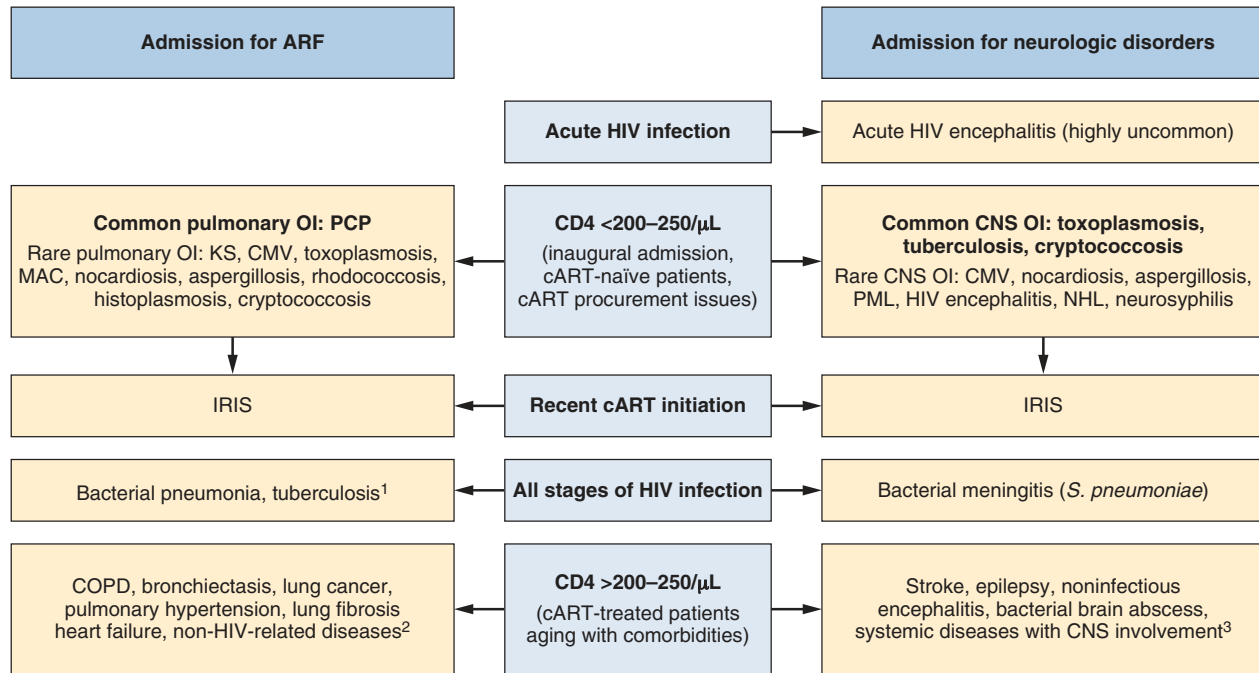 Admission for ARF
Admission for neurologic disorders
Acute HIV infection
Acute HIV encephalitis (highly uncommon)
Common pulmonary OI: PCP
Rare pulmonary OI: KS, CMV, toxoplasmosis,
MAC, nocardiosis, aspergillosis, rhodococcosis,
histoplasmosis, cryptococcosis
CD4 <200–250/μL
(inaugural admission,
cART-naïve patients,
cART procurement issues)
Common CNS OI: toxoplasmosis,
tuberculosis, cryptococcosis
Rare CNS OI: CMV, nocardiosis, aspergillosis,
PML, HIV encephalitis, NHL, neurosyphilis
IRIS
Recent cART initiation
IRIS
Bacterial pneumonia, tuberculosis¹
All stages of HIV infection
Bacterial meningitis (S. pneumoniae)
COPD, bronchiectasis, lung cancer,
pulmonary hypertension, lung fibrosis
heart failure, non-HIV-related diseases²
CD4 >200–250/μL
(cART-treated patients
aging with comorbidities)
Stroke, epilepsy, noninfectious
encephalitis, bacterial brain abscess,
systemic diseases with CNS involvement³